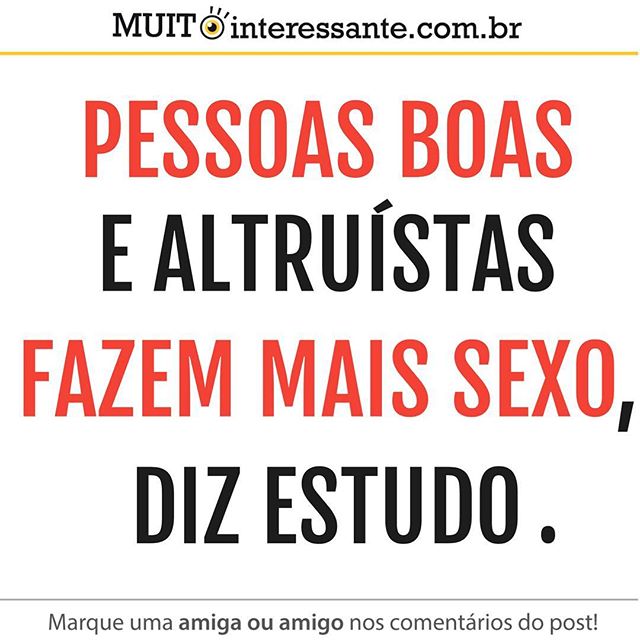 MUITOinteressante.com.br
PESSOAS BOAS
E ALTRUÍSTAS
FAZEM MAIS SEXO,
DIZ ESTUDO .
Marque uma amiga ou amigo nos comentários do post!